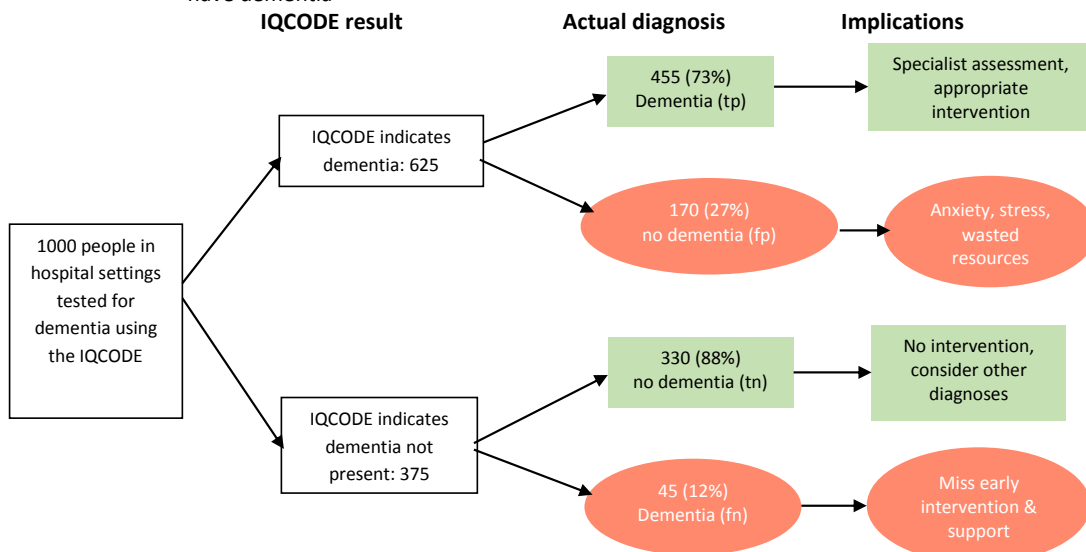 have dementia
IQCODE result
Actual diagnosis
Implications
455 (73%)
Dementia (tp)
Specialist assessment,
appropriate
intervention
IQCODE indicates
dementia: 625
170 (27%)
no dementia (fp)
Anxiety, stress,
wasted
resources
1000 people in
hospital settings
tested for
dementia using
the IQCODE
330 (88%)
no dementia (tn)
No intervention,
consider other
diagnoses
IQCODE indicates
dementia not
present: 375
45 (12%)
Dementia (fn)
Miss early
intervention &
support